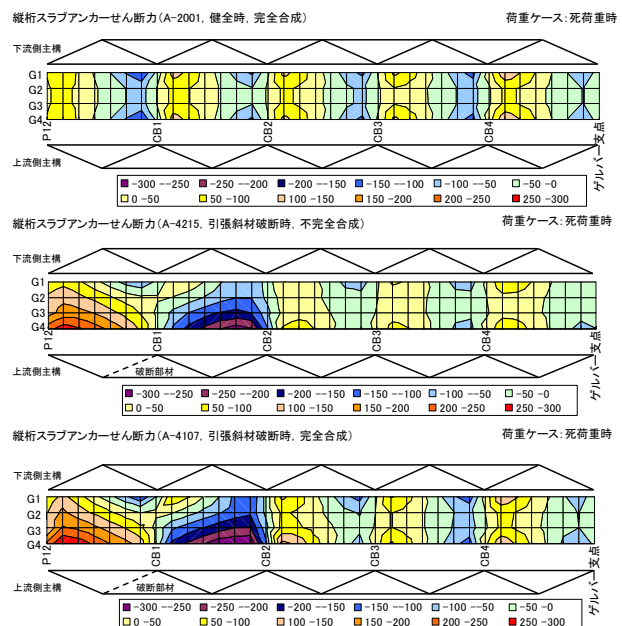 縦桁スラブアンカーせん断力(A-2001, 健全時, 完全合成) 荷重ケース:死荷重時
下流側主構
G1
G2
G3
G4
P12 CB1 CB2 CB3 CB4 ゲルバー支点
上流側主構
-300 --250 -250 --200 -200 --150 -150 --100 -100 --50 -50 -0
0 -50 50 -100 100 -150 150 -200 200 -250 250 -300
縦桁スラブアンカーせん断力(A-4215, 引張斜材破断時, 不完全合成) 荷重ケース:死荷重時
下流側主構
G1
G2
G3
G4
P12 CB1 CB2 CB3 CB4 ゲルバー支点
上流側主構 破断部材
-300 --250 -250 --200 -200 --150 -150 --100 -100 --50 -50 -0
0 -50 50 -100 100 -150 150 -200 200 -250 250 -300
縦桁スラブアンカーせん断力(A-4107, 引張斜材破断時, 完全合成) 荷重ケース:死荷重時
下流側主構
G1
G2
G3
G4
P12 CB1 CB2 CB3 CB4 ゲルバー支点
上流側主構 破断部材
-300 --250 -250 --200 -200 --150 -150 --100 -100 --50 -50 -0
0 -50 50 -100 100 -150 150 -200 200 -250 250 -300